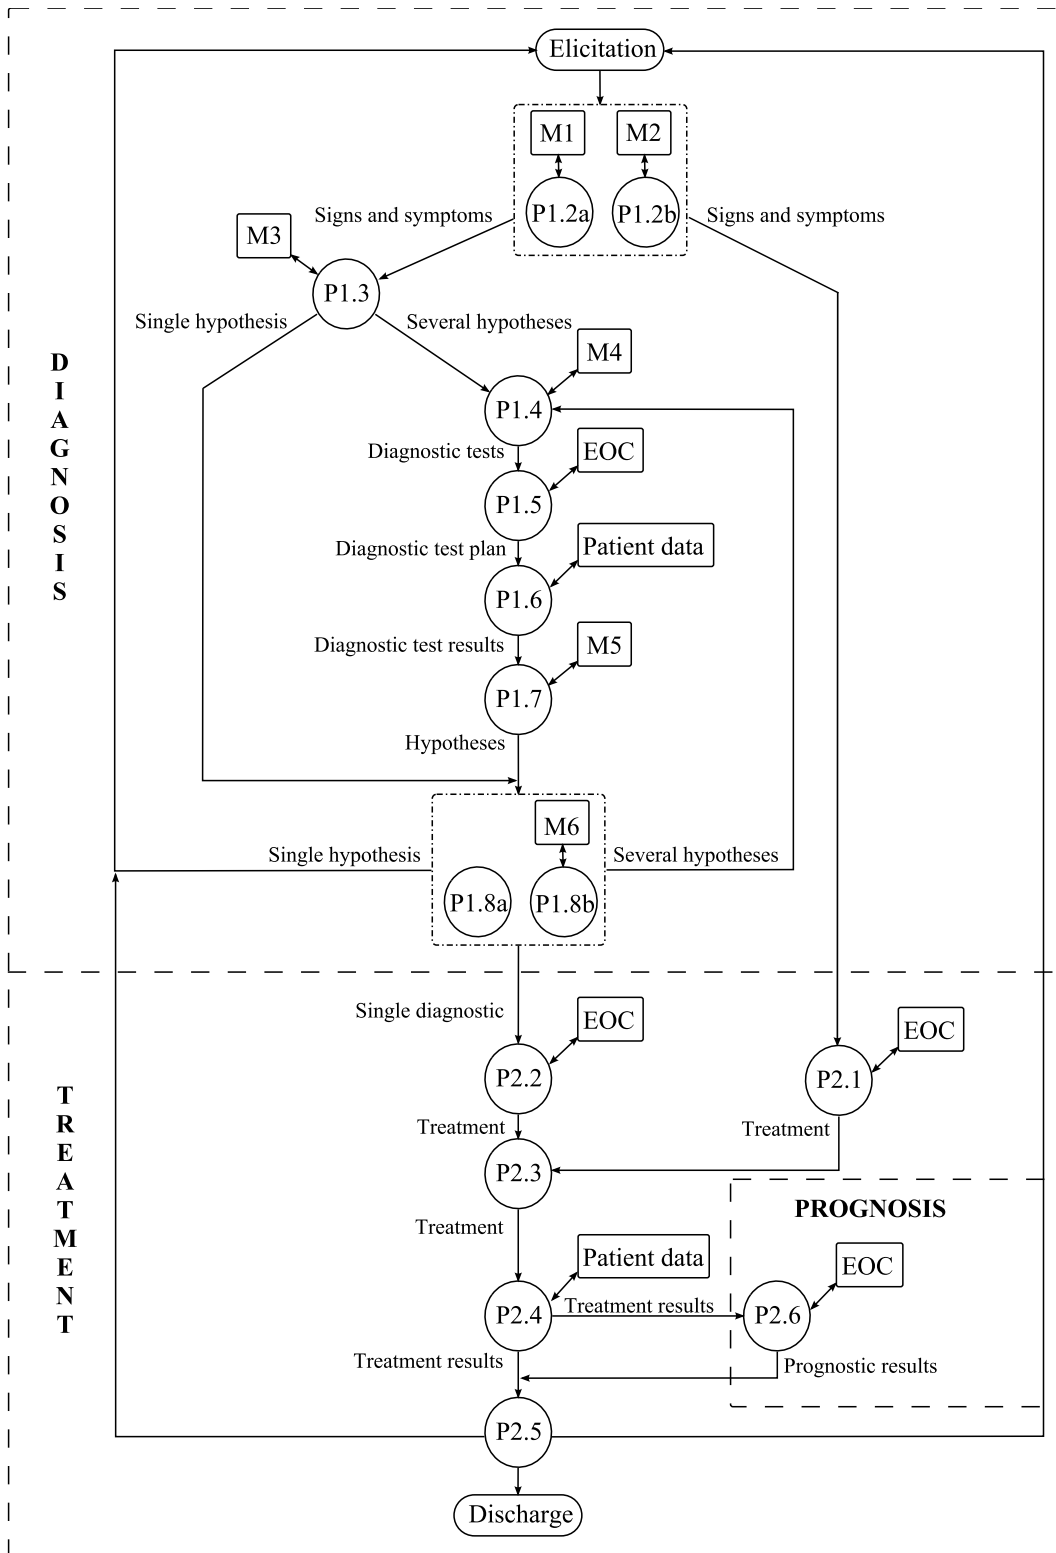 Elicitation
M1
M2
P1.2a
P1.2b
Signs and symptoms
Signs and symptoms
M3
P1.3
Single hypothesis
Several hypotheses
M4
P1.4
Diagnostic tests
EOC
P1.5
Diagnostic test plan
Patient data
P1.6
Diagnostic test results
M5
P1.7
Hypotheses
M6
Single hypothesis
Several hypotheses
P1.8a
P1.8b
DIAGNOSIS
Single diagnostic
EOC
EOC
P2.2
P2.1
Treatment
Treatment
P2.3
PROGNOSIS
Treatment
Patient data
EOC
P2.4
Treatment results
P2.6
Treatment results
Prognostic results
P2.5
Discharge
TREATMENT